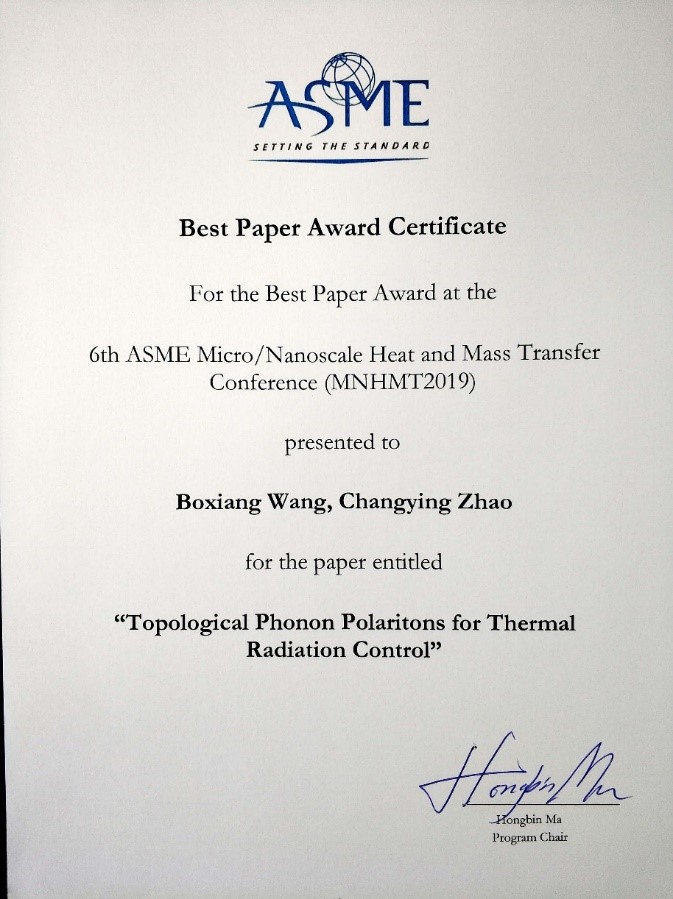 ASME
SETTING THE STANDARD
Best Paper Award Certificate
For the Best Paper Award at the
6th ASME Micro/Nanoscale Heat and Mass Transfer
Conference (MNHMT2019)
presented to
Boxiang Wang, Changying Zhao
for the paper entitled
“Topological Phonon Polaritons for Thermal
Radiation Control”
Hongbin Ma
Hongbin Ma
Program Chair